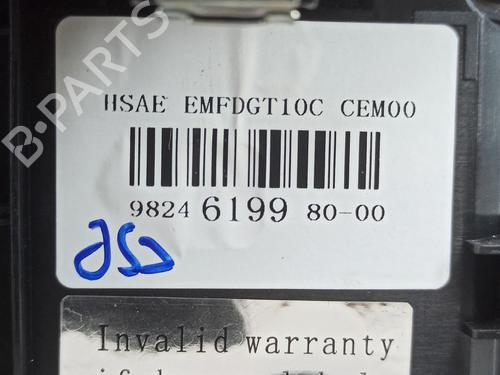 B-PARTS
HSAE EMFDGT10C CEM00
9824 6199 80-00
Invalid warranty